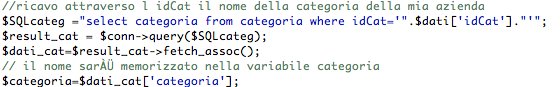 //ricavo attraverso l idCat il nome della categoria della mia azienda
$SQLcateg ="select categoria from categoria where idCat='".$dati['idCat']."'";
$result_cat = $conn->query($SQLcateg);
$dati_cat=$result_cat->fetch_assoc();
// il nome sarÀÜ memorizzato nella variabile categoria
$categoria=$dati_cat['categoria'];